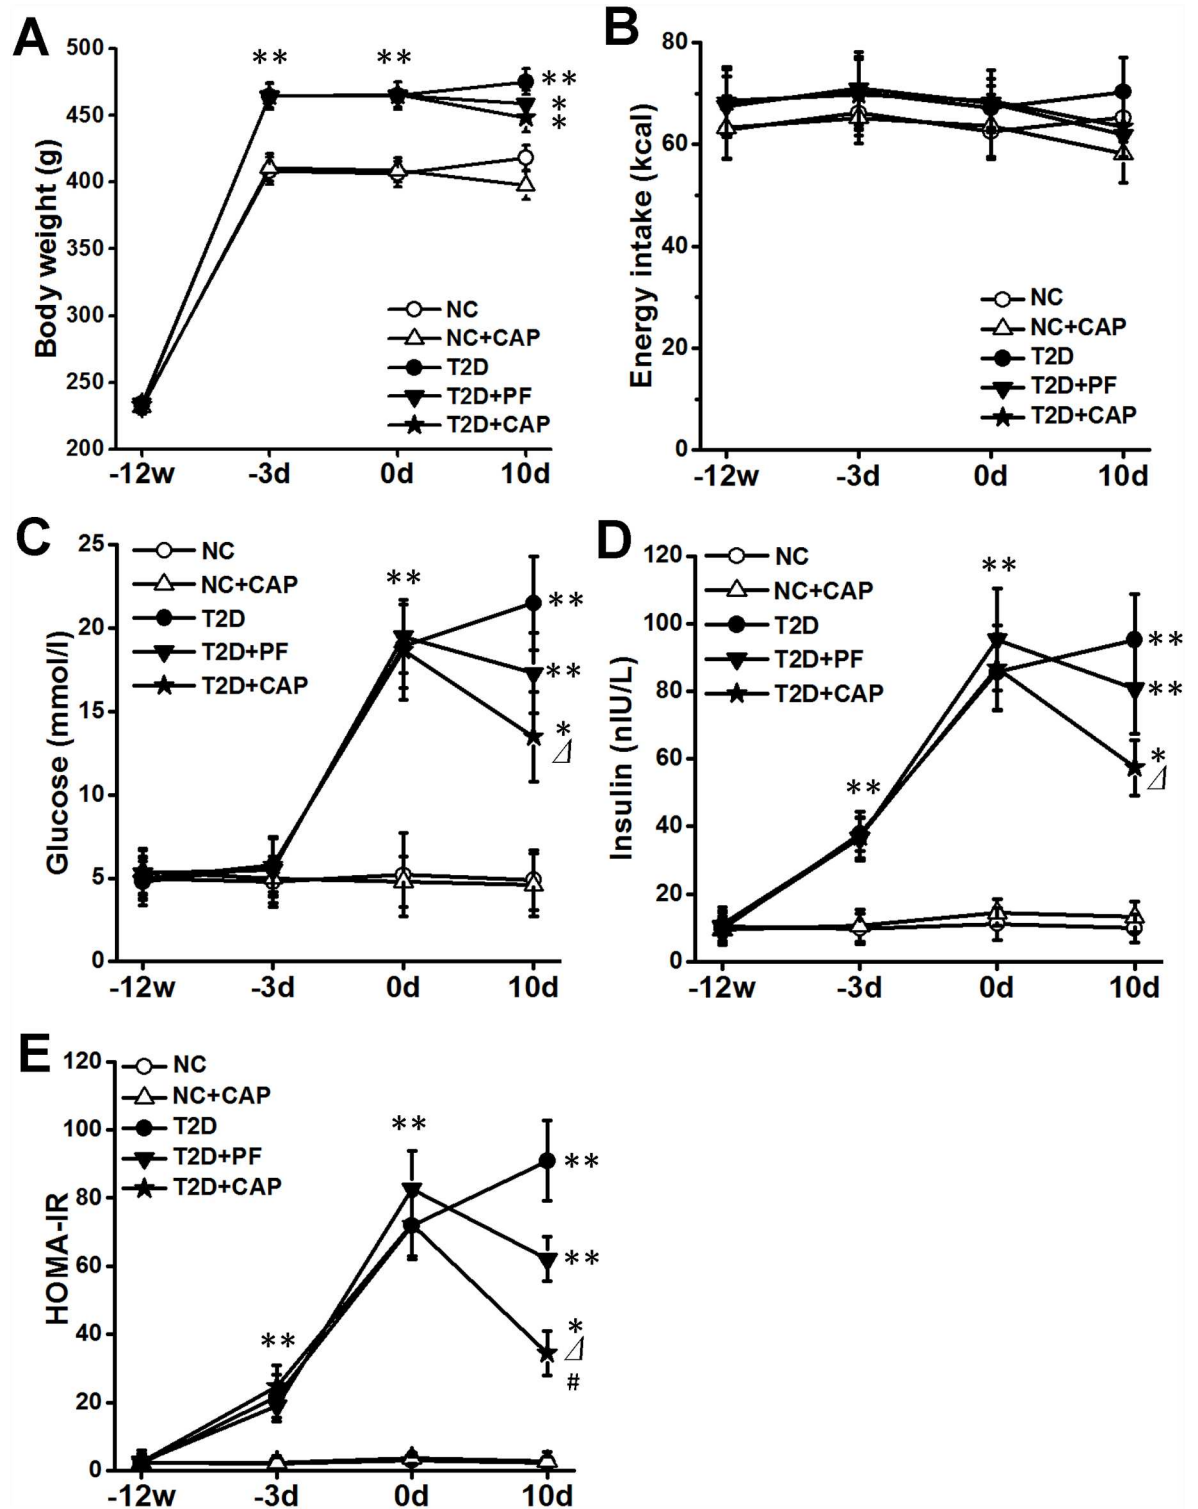 A
Body weight (g)
500
450
400
350
300
250
200
**
**
**
*
*
NC
NC+CAP
T2D
T2D+PF
T2D+CAP
-12w -3d 0d 10d
B
Energy intake (kcal)
80
60
40
20
0
NC
NC+CAP
T2D
T2D+PF
T2D+CAP
-12w -3d 0d 10d
C
Glucose (mmol/l)
25
20
15
10
5
0
NC
NC+CAP
T2D
T2D+PF
T2D+CAP
**
**
**
*
-12w -3d 0d 10d
D
Insulin (nIU/L)
120
100
80
60
40
20
0
NC
NC+CAP
T2D
T2D+PF
T2D+CAP
**
**
**
**
*
-12w -3d 0d 10d
E
HOMA-IR
120
100
80
60
40
20
0
NC
NC+CAP
T2D
T2D+PF
T2D+CAP
**
**
**
**
*
#
-12w -3d 0d 10d